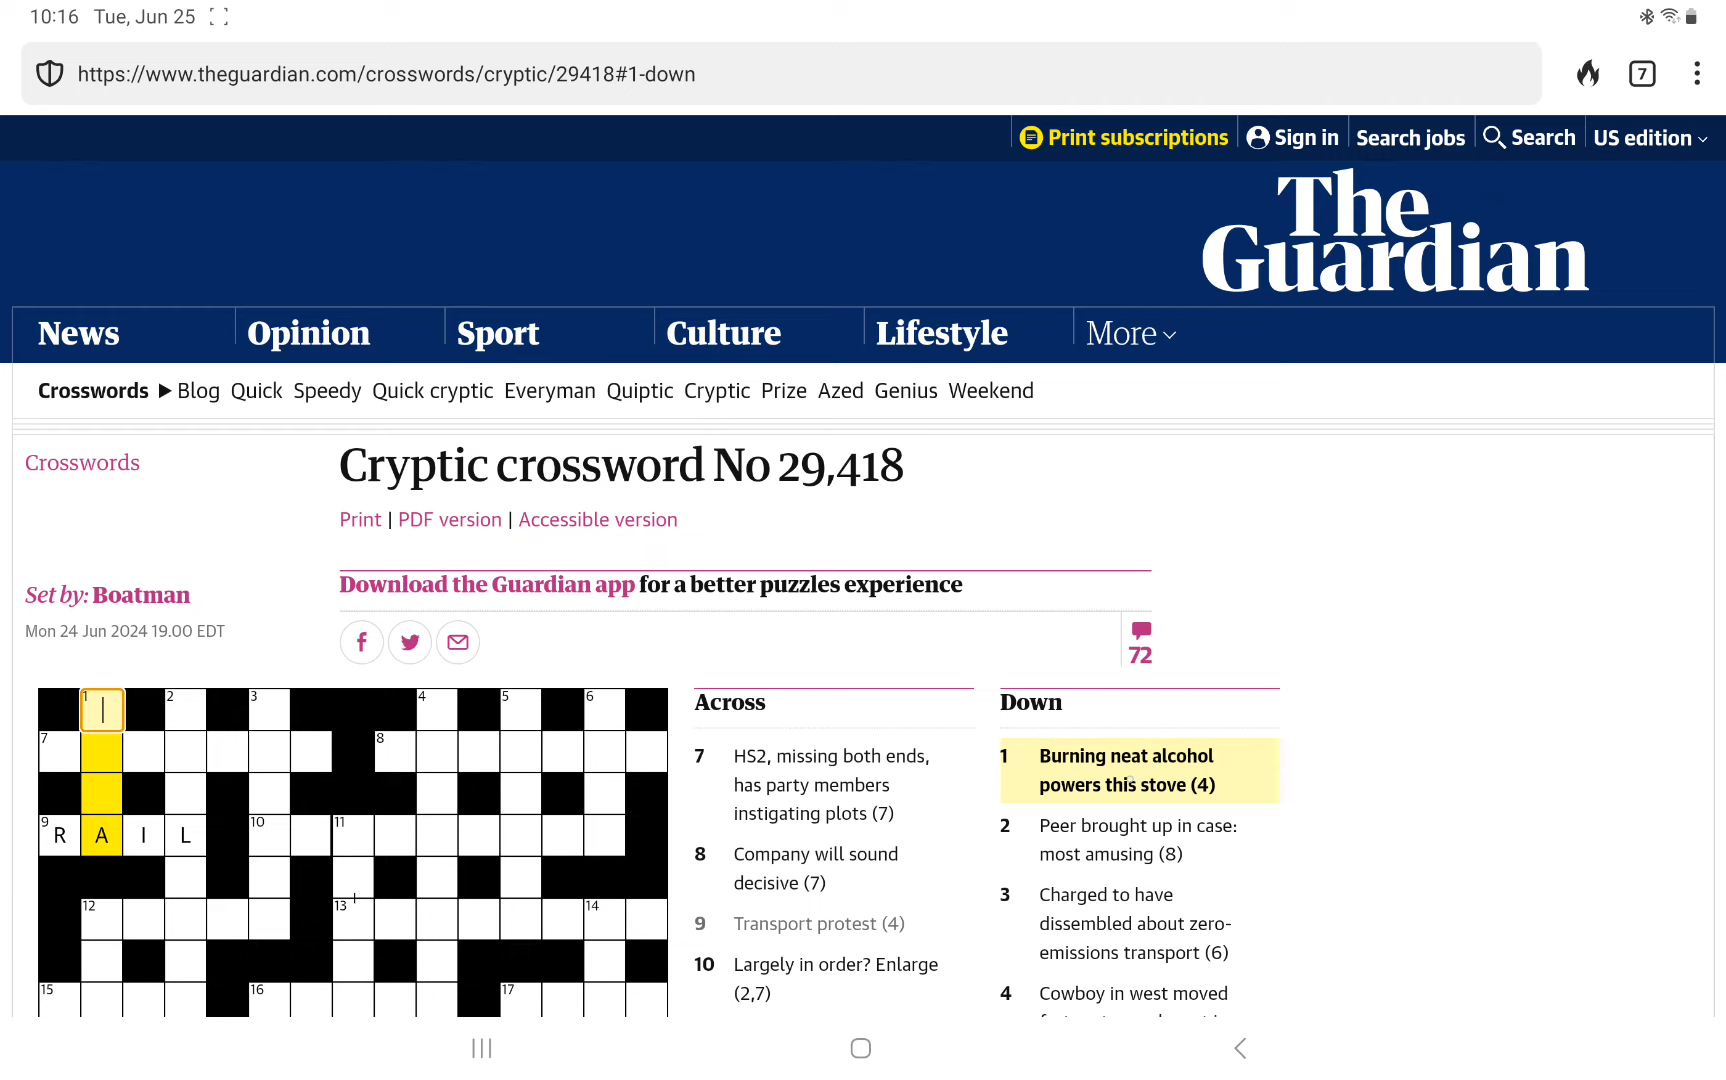 10:16 Tue, Jun 25
https://www.theguardian.com/crosswords/cryptic/29418#1-down
7
Print subscriptions
Sign in
Search jobs
Search
US edition
The
Guardian
News
Opinion
Sport
Culture
Lifestyle
More
Crosswords
Blog Quick Speedy Quick cryptic Everyman Quiptic Cryptic Prize Azed Genius Weekend
Crosswords
Cryptic crossword No 29,418
Print | PDF version | Accessible version
Set by: Boatman
Mon 24 Jun 2024 19.00 EDT
Download the Guardian app for a better puzzles experience
72
1 2 3 4 5 6
7 8
9 R A I L 10 11
12 13 14
15 16 17
Across
7 HS2, missing both ends,
has party members
instigating plots (7)
8 Company will sound
decisive (7)
9 Transport protest (4)
10 Largely in order? Enlarge
(2,7)
Down
1 Burning neat alcohol
powers this stove (4)
2 Peer brought up in case:
most amusing (8)
3 Charged to have
dissembled about zero-
emissions transport (6)
4 Cowboy in west moved